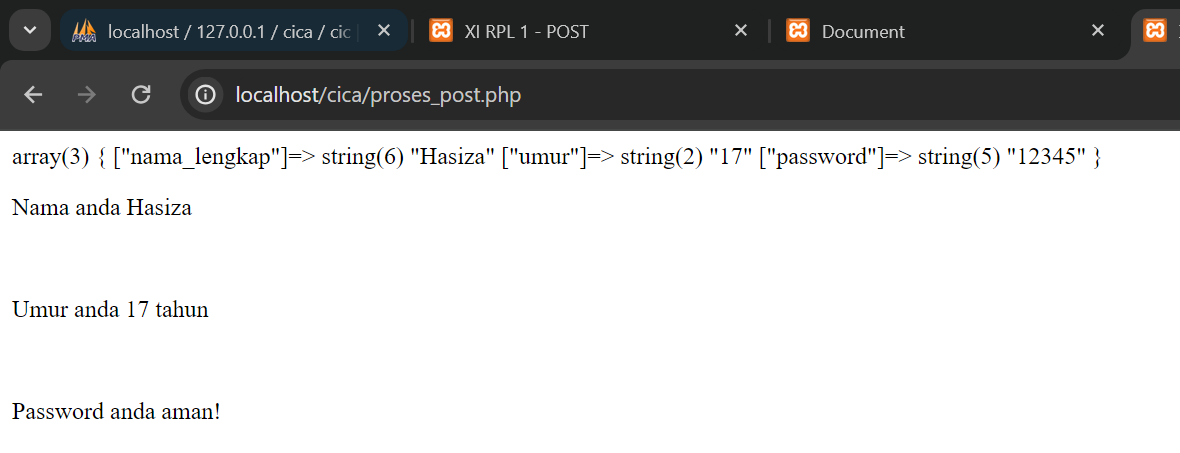 localhost / 127.0.0.1 / cica / cic
XI RPL 1 - POST
Document
localhost/cica/proses_post.php
array(3) { ["nama_lengkap"]=> string(6) "Hasiza" ["umur"]=> string(2) "17" ["password"]=> string(5) "12345" }
Nama anda Hasiza
Umur anda 17 tahun
Password anda aman!